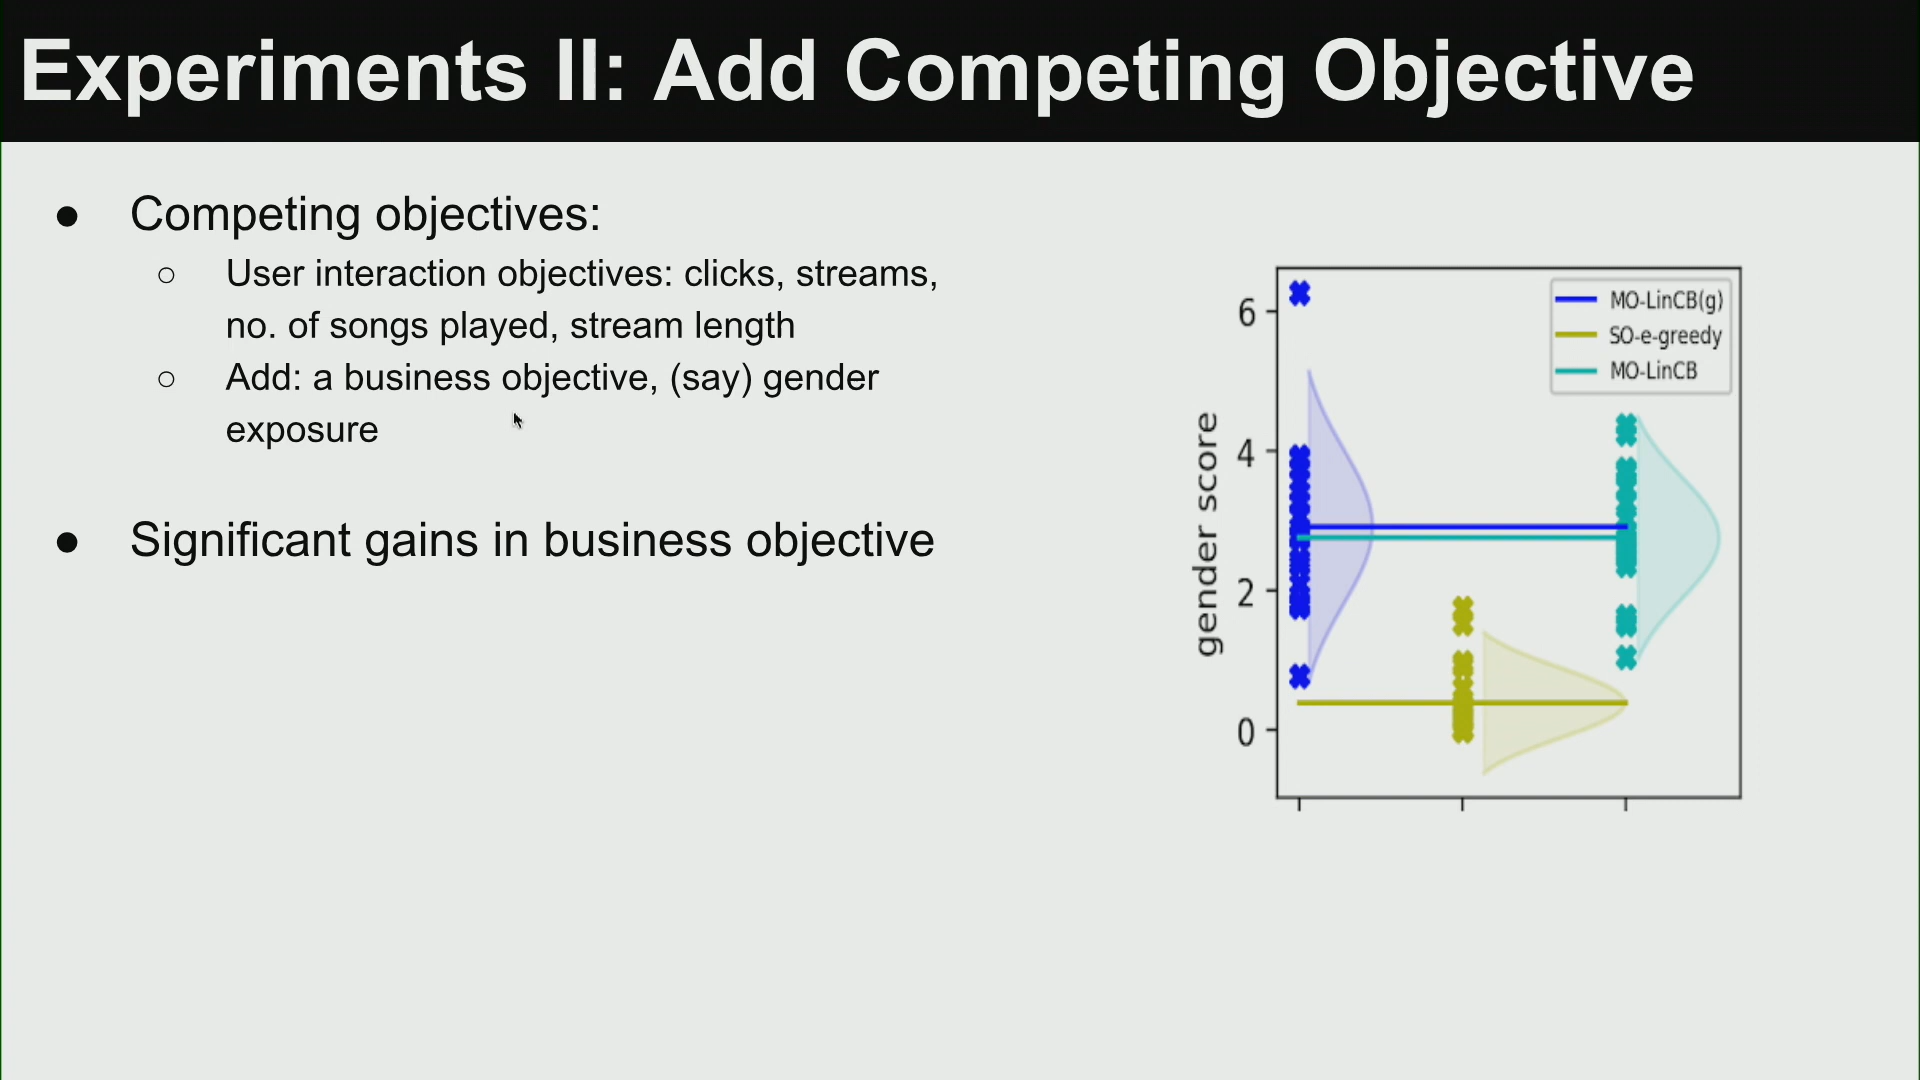 Experiments II: Add Competing Objective
● Competing objectives:
○ User interaction objectives: clicks, streams,
no. of songs played, stream length
○ Add: a business objective, (say) gender
exposure
● Significant gains in business objective
gender score
6
4
2
0
MO-LinCB(g)
SO-e-greedy
MO-LinCB